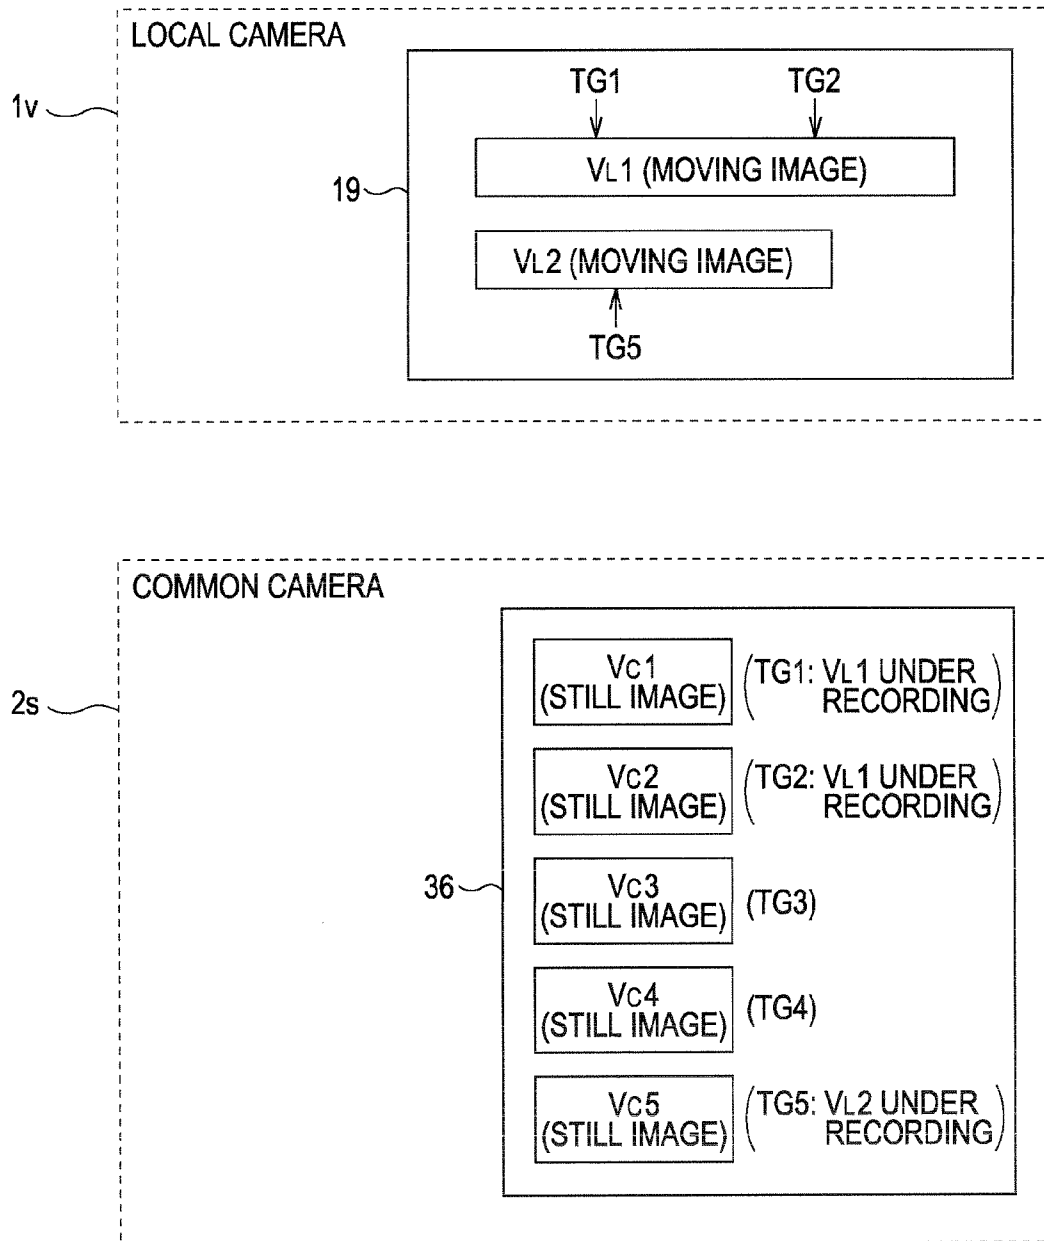 LOCAL CAMERA
1v
TG1 TG2
19
VL1 (MOVING IMAGE)
VL2 (MOVING IMAGE)
TG5
COMMON CAMERA
2s
36
Vc1
(STILL IMAGE)
(TG1: VL1 UNDER
RECORDING)
Vc2
(STILL IMAGE)
(TG2: VL1 UNDER
RECORDING)
Vc3
(STILL IMAGE)
(TG3)
Vc4
(STILL IMAGE)
(TG4)
Vc5
(STILL IMAGE)
(TG5: VL2 UNDER
RECORDING)